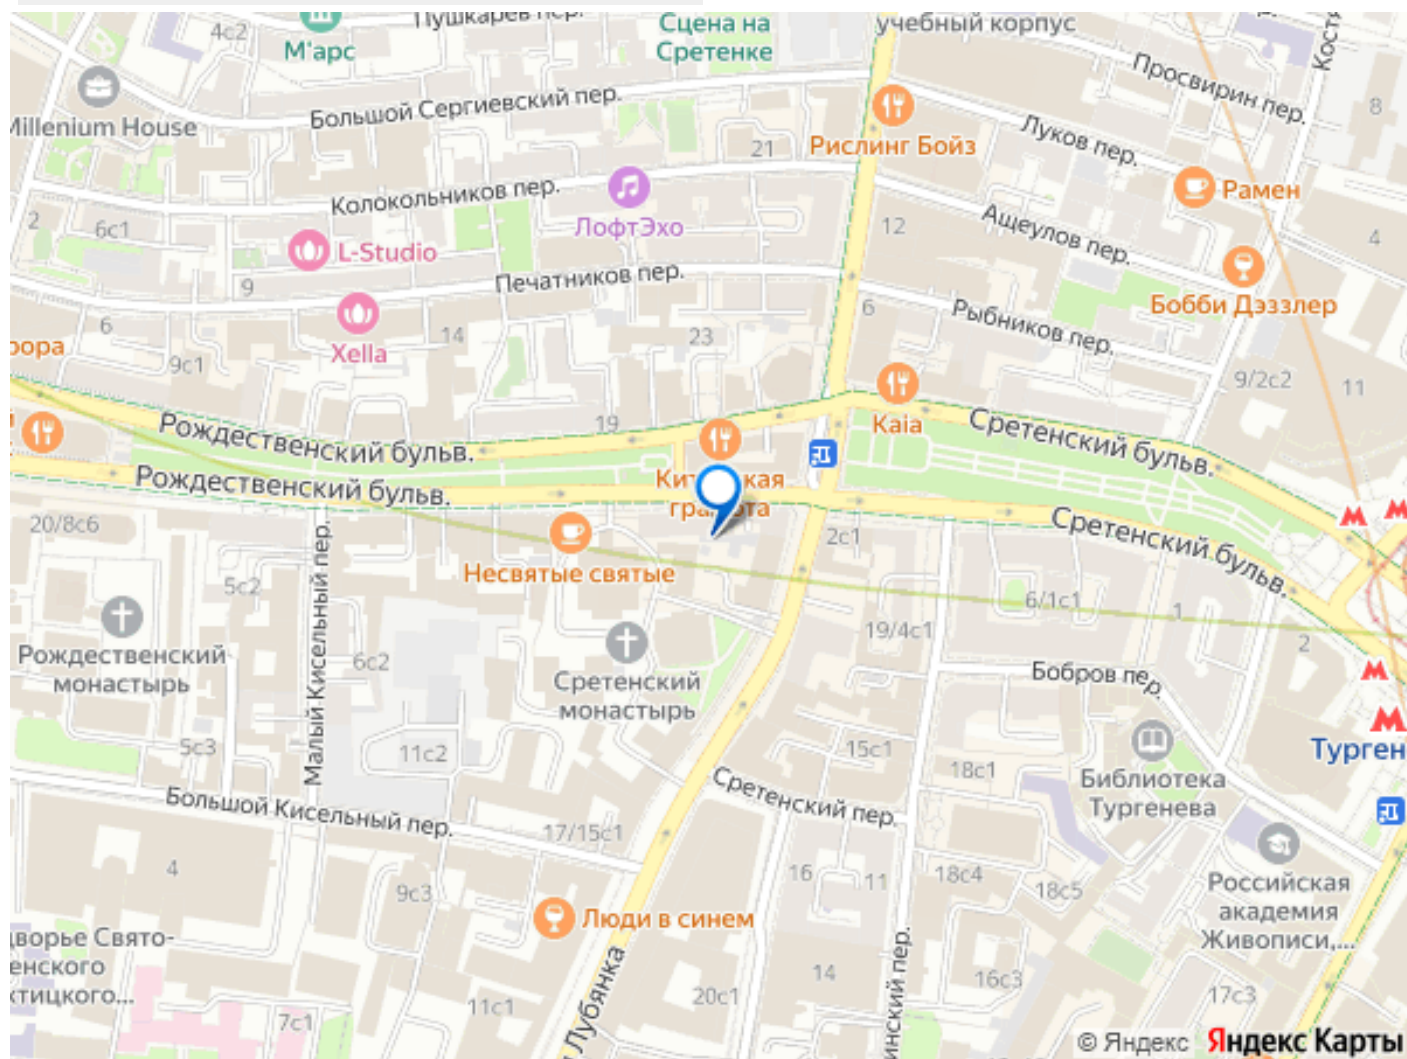 Пушкарёв пер.
4с2
М'арс
Сцена на
Сретенке
учебный корпус
Просвирин пер.
8
Millenium House
Большой Сергиевский пер.
Рислинг Бойз
Луков пер.
21
Рамен
Колокольников пер.
ЛофтЭхо
2
6с1
L-Studio
12
Ащеулов пер.
4
Печатников пер.
9
Бобби Дэззлер
6
14
Xella
23
6
Рыбников пер.
9с1
9/2с2
11
19
Kaia
Рождественский бульв.
Сретенский бульв.
Рождественский бульв.
20/8с6
Малый Кисельный пер.
Несвятые святые
2с1
Сретенский бульв.
5с2
6/1с1
1
2
19/4с1
Рождественский
монастырь
6с2
Сретенский
монастырь
Бобров пер.
5с3
11с2
15с1
18с1
Библиотека
Тургенева
Сретенский пер.
Большой Кисельный пер.
17/15с1
4
9с3
16
11
18с4
18с5
Российская
академия
Живописи,...
Люди в синем
14
16с3
17с3
20с1
11с1
7с1
Лубянка
© Яндекс Яндекс Карты